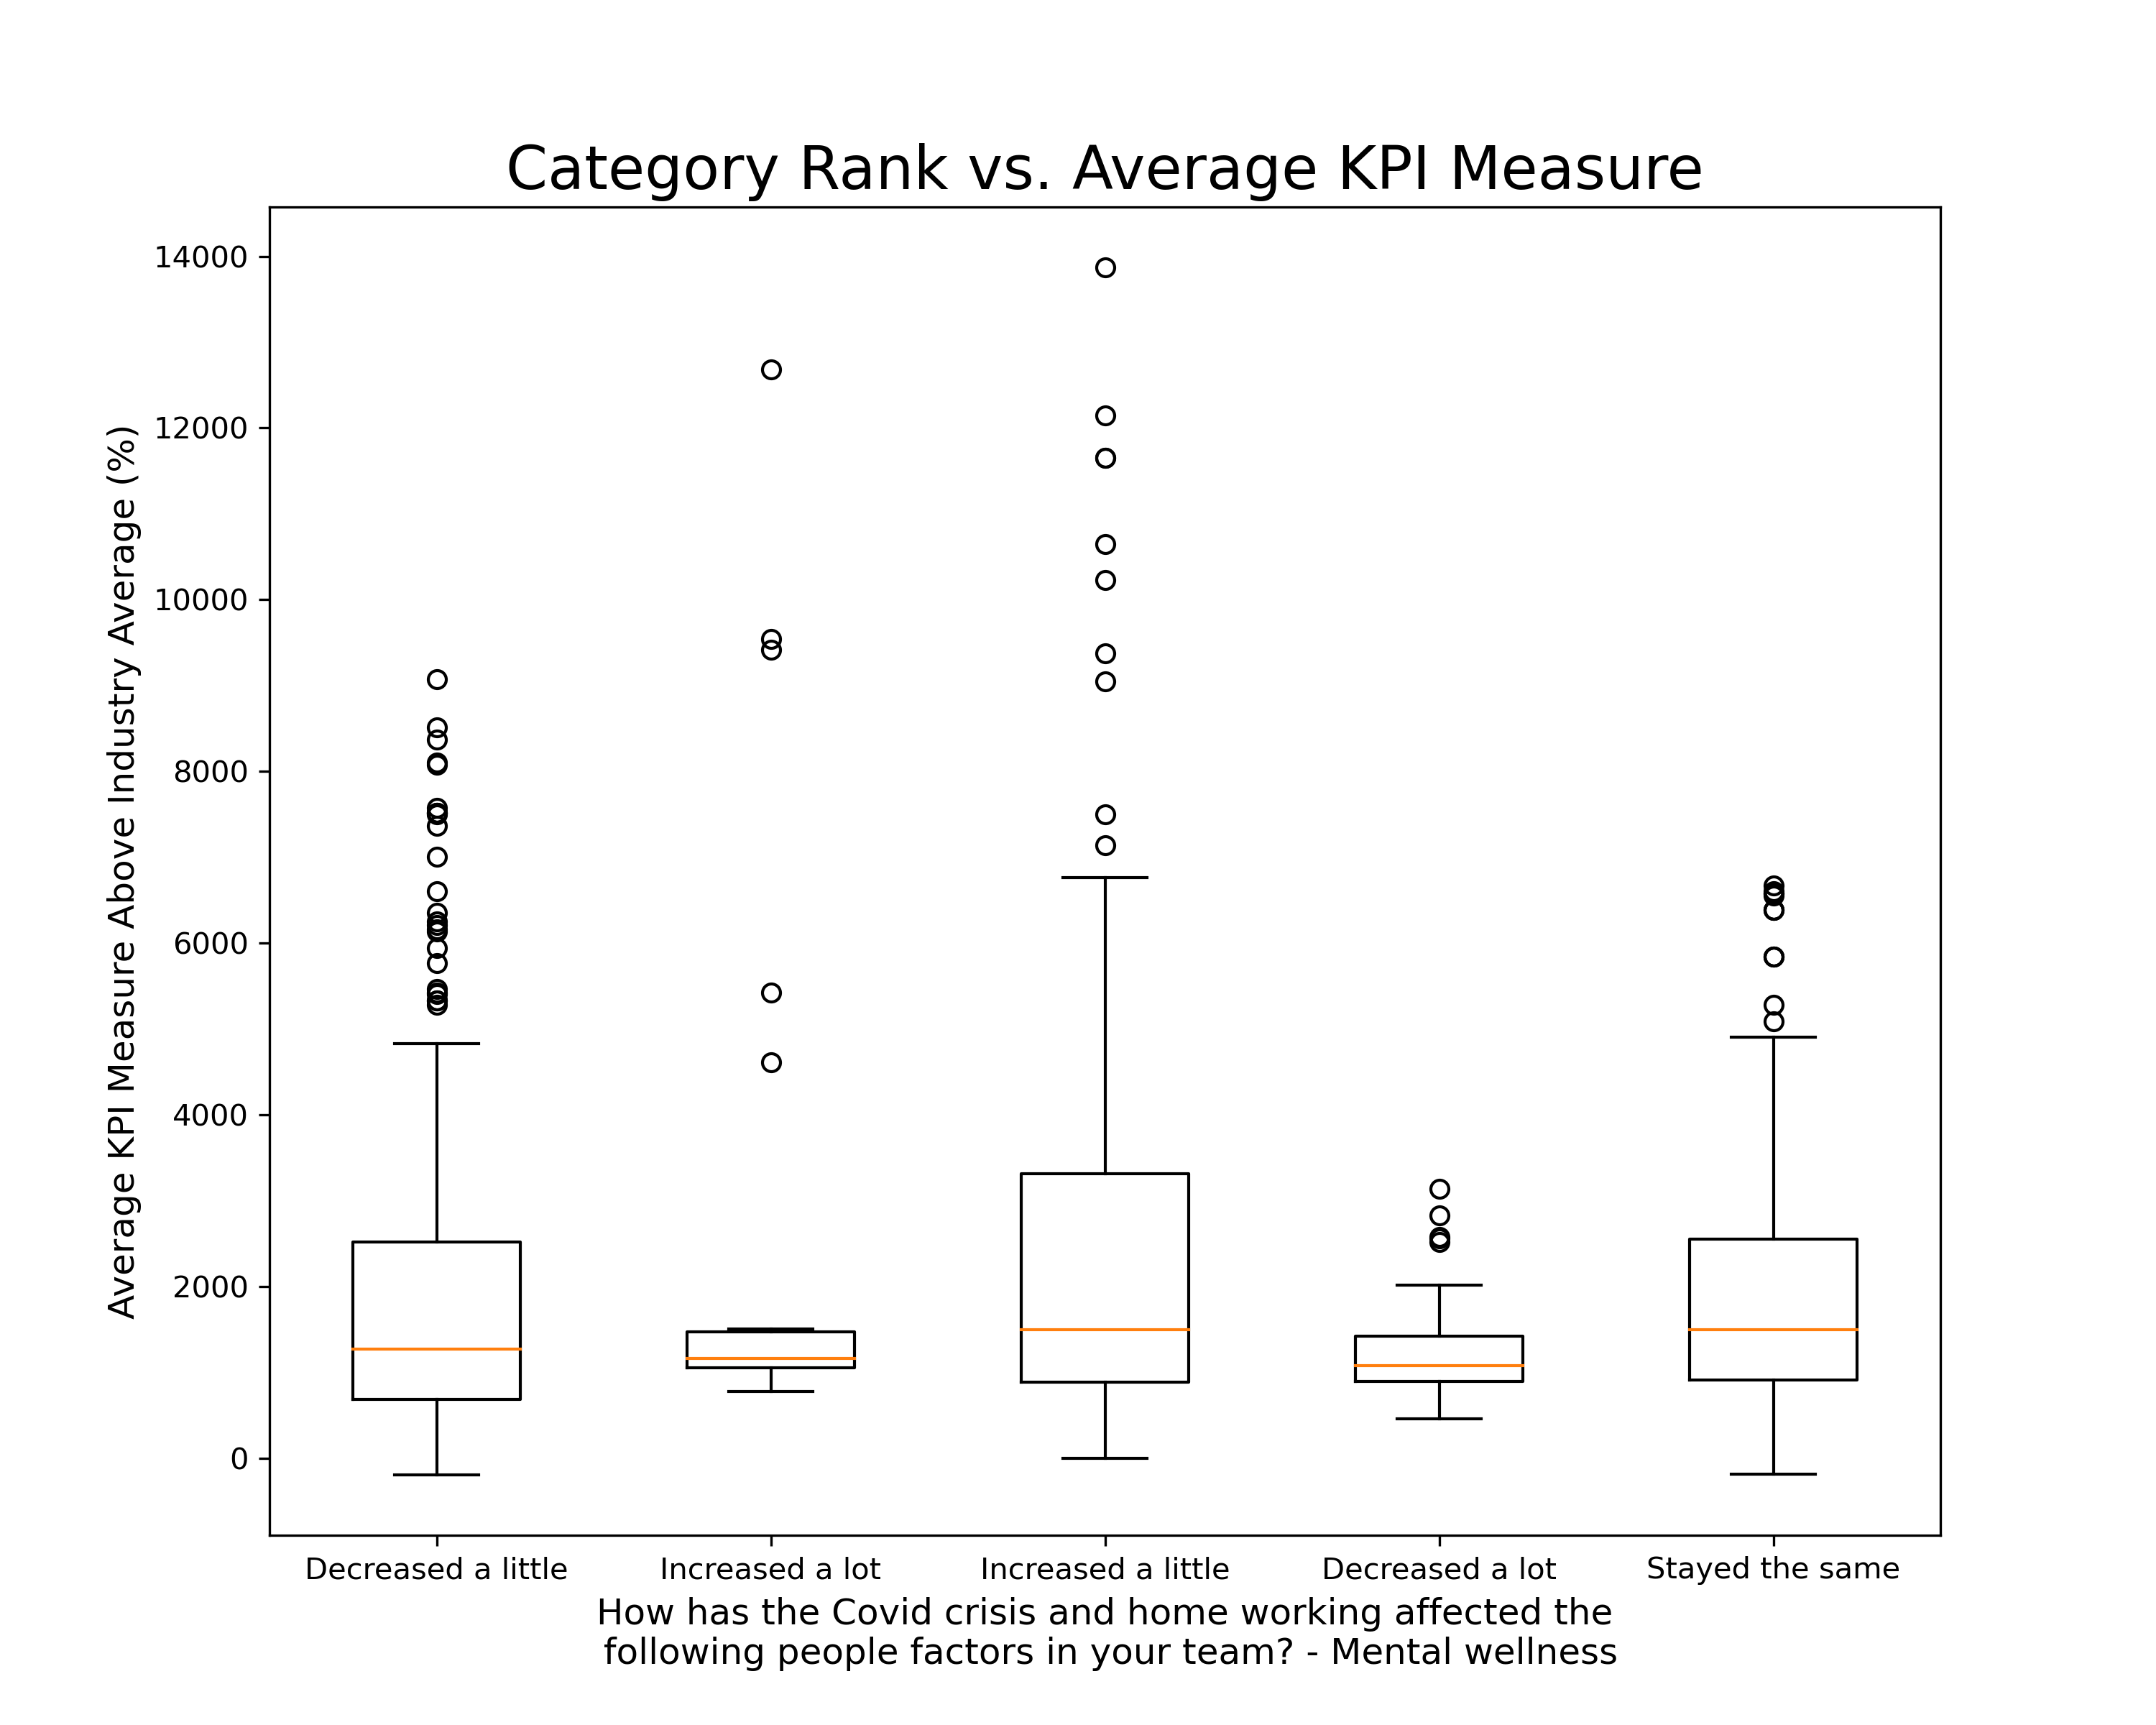 Category Rank vs. Average KPI Measure
Average KPI Measure Above Industry Average (%)
14000
12000
10000
8000
6000
4000
2000
0
Decreased a little
Increased a lot
Increased a little
Decreased a lot
Stayed the same
How has the Covid crisis and home working affected the
following people factors in your team? - Mental wellness